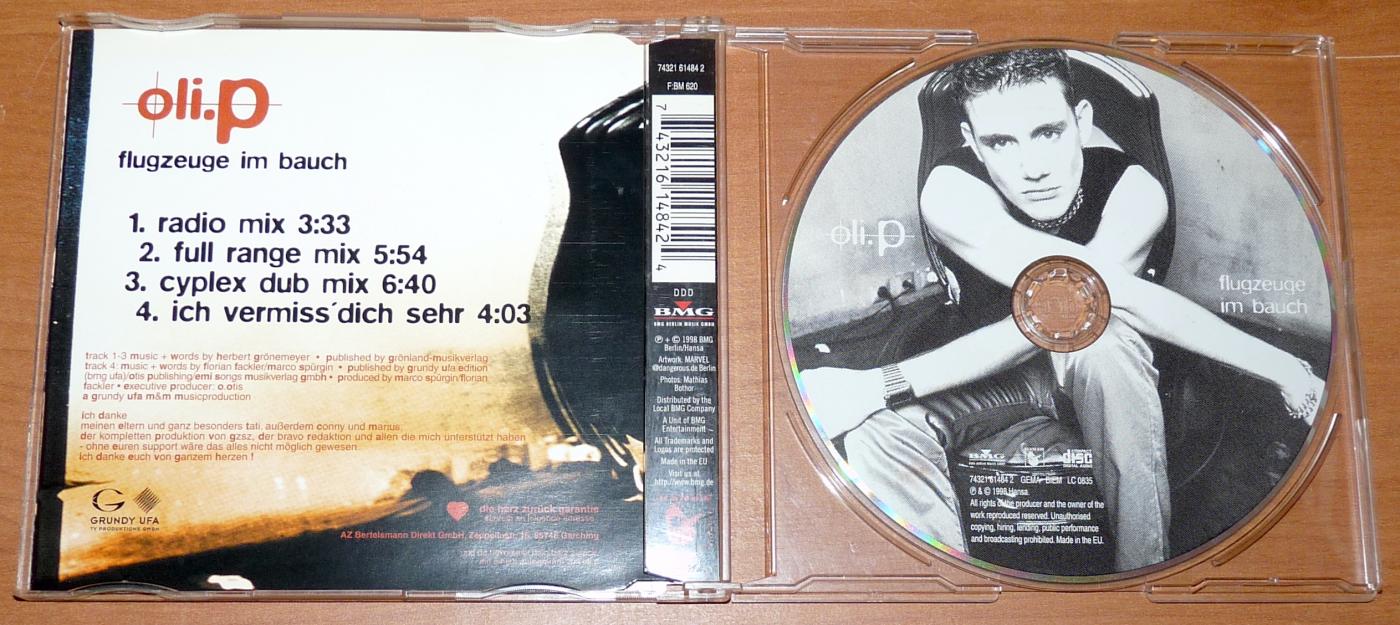 oli.p
flugzeuge im bauch
1. radio mix 3:33
2. full range mix 5:54
3. cyplex dub mix 6:40
4. ich vermiss´dich sehr 4:03
track 1-3 music + words by herbert grönemeyer • published by grönland-musikverlag
track 4: music + words by florian fackler/marco spürgin • published by grundy ufa edition
(bmg ufa)/otis publishing/emi songs musikverlag gmbh • produced by marco spürgin/florian
fackler • executive producer: o.otis
a grundy ufa m&m musicproduction
ich danke
meinen eltern und ganz besonders tati, außerdem conny und marius,
der kompletten produktion von gzsz, der bravo redaktion und allen die mich unterstützt haben
- ohne euren support wäre das alles nicht möglich gewesen.
ich danke euch von ganzem herzen !
G
GRUNDY UFA
TV PRODUKTIONS GMBH
die herz zurück garantie
AZ Bertelsmann Direkt GmbH, Zeppelinstr. 16, 85748 Garching
74321 61484 2
F:BM 620
7 43216 14842 4
DDD
BMG
BMG BERLIN MUSIK GMBH
℗ + © 1998 BMG
Berlin/Hansa
Artwork: MARVEL
@dangerous.de Berlin
Photos: Mathias
Bothor
Distributed by the
Local BMG Company
A Unit of BMG
Entertainment
All Trademarks and
Logos are protected
Made in the EU
Visit us at
http://www.bmg.de
oli.p
flugzeuge
im bauch
BMG
disc
DIGITAL AUDIO
74321 61484 2 GEMA BIEM LC 0835
℗ & © 1998 Hansa.
All rights of the producer and the owner of the
work reproduced reserved. Unauthorised
copying, hiring, lending, public performance
and broadcasting prohibited. Made in the EU.